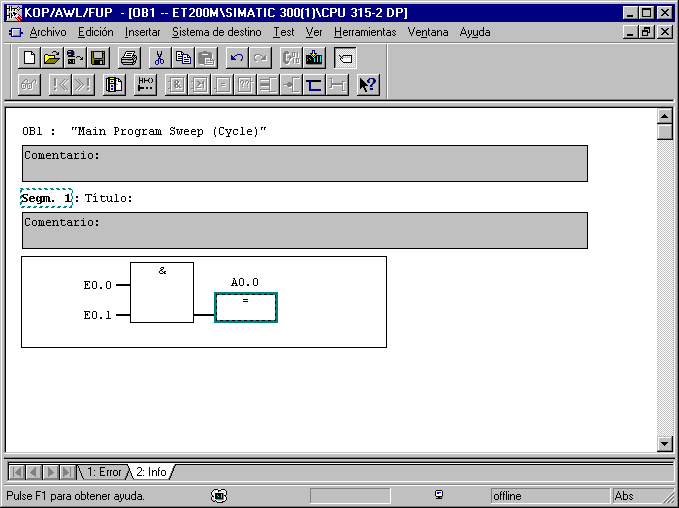 KOP/AWL/FUP - [OB1 -- ET200M\SIMATIC 300(1)\CPU 315-2 DP]
Archivo Edición Insertar Sistema de destino Test Ver Herramientas Ventana Ayuda
OB1 : "Main Program Sweep (Cycle)"
Comentario:
Segm. 1: Título:
Comentario:
&
E0.0
A0.0
=
E0.1
1: Error 2: Info
Pulse F1 para obtener ayuda. offline Abs